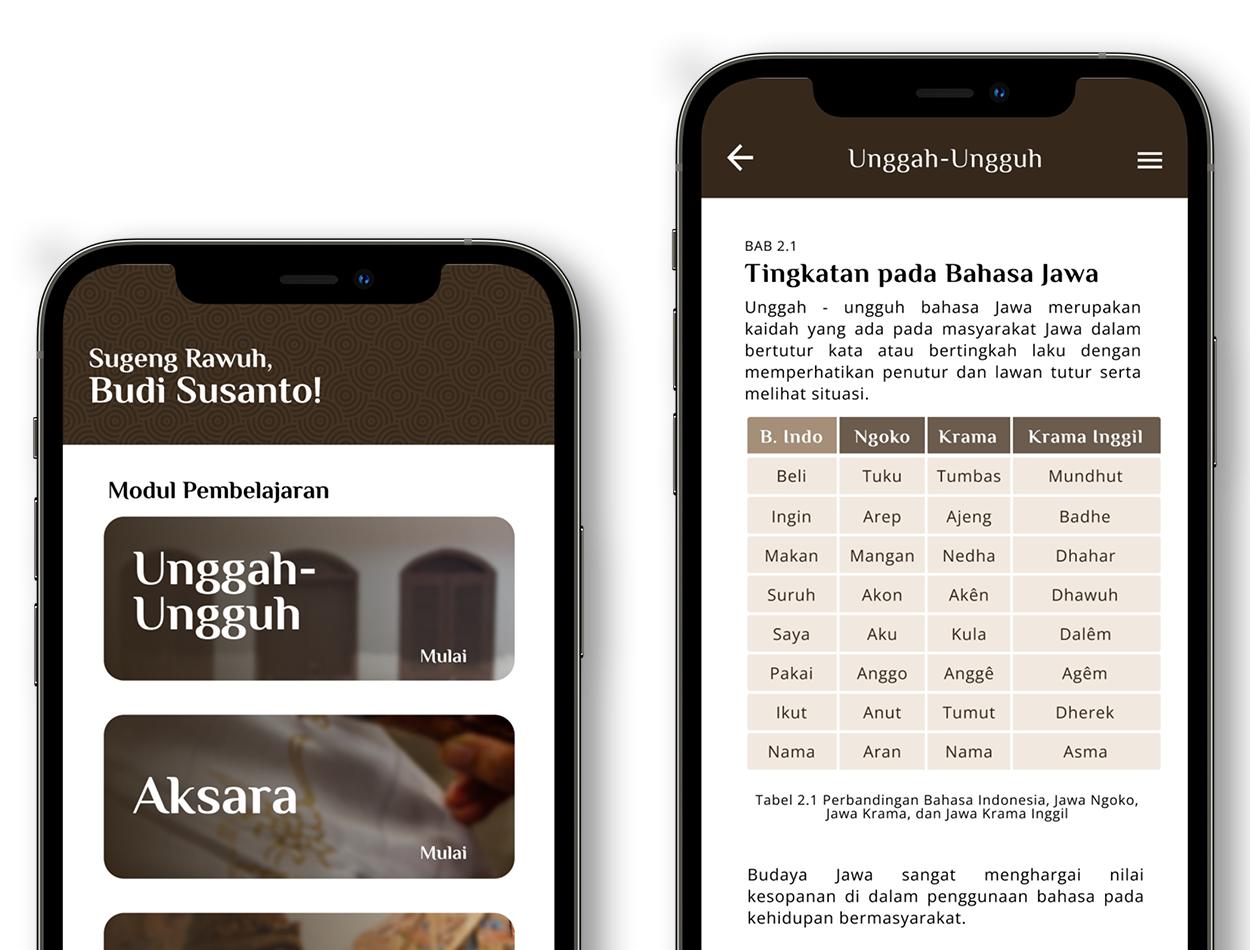 Sugeng Rawuh,
Budi Susanto!
Modul Pembelajaran
Unggah-
Ungguh
Mulai
Aksara
Mulai
Unggah-Ungguh
BAB 2.1
Tingkatan pada Bahasa Jawa
Unggah - ungguh bahasa Jawa merupakan
kaidah yang ada pada masyarakat Jawa dalam
bertutur kata atau bertingkah laku dengan
memperhatikan penutur dan lawan tutur serta
melihat situasi.
B. Indo Ngoko Krama Krama Inggil
Beli Tuku Tumbas Mundhut
Ingin Arep Ajeng Badhe
Makan Mangan Nedha Dhahar
Suruh Akon Akên Dhawuh
Saya Aku Kula Dalêm
Pakai Anggo Anggê Agêm
Ikut Anut Tumut Dherek
Nama Aran Nama Asma
Tabel 2.1 Perbandingan Bahasa Indonesia, Jawa Ngoko,
Jawa Krama, dan Jawa Krama Inggil
Budaya Jawa sangat menghargai nilai
kesopanan di dalam penggunaan bahasa pada
kehidupan bermasyarakat.